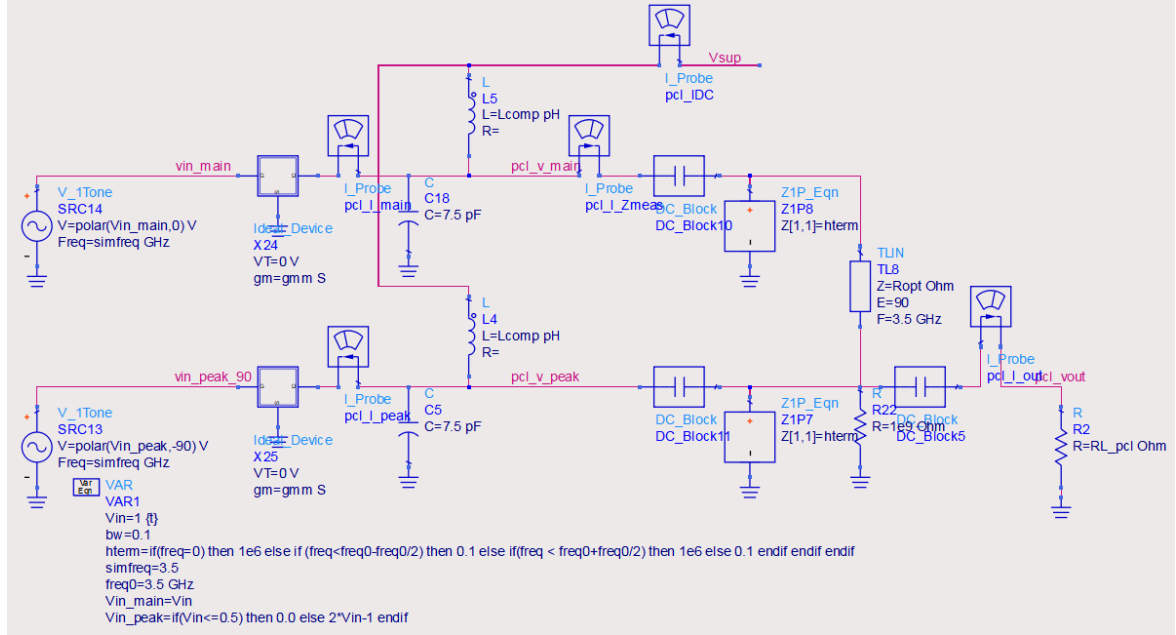 Vsup
I_Probe
pcl_IDC
L
L5
L=Lcomp pH
R=
vin_main
pcl_v_main
V_1Tone
SRC14
V=polar(Vin_main,0) V
Freq=simfreq GHz
Ideal_Device
X24
VT=0 V
gm=gmm S
I_Probe
pcl_I_main
C
C18
C=7.5 pF
I_Probe
pcl_I_Zmeas
DC_Block
DC_Block10
Z1P_Eqn
Z1P8
Z[1,1]=hterm
TLIN
TL8
Z=Ropt Ohm
E=90
F=3.5 GHz
L
L4
L=Lcomp pH
R=
I_Probe
pcl_I_out
pcl_vout
vin_peak_90
pcl_v_peak
V_1Tone
SRC13
V=polar(Vin_peak,-90) V
Freq=simfreq GHz
Ideal_Device
X25
VT=0 V
gm=gmm S
I_Probe
pcl_I_peak
C
C5
C=7.5 pF
DC_Block
DC_Block11
Z1P_Eqn
Z1P7
Z[1,1]=hterm
R
R22
R=1e9 Ohm
DC_Block
DC_Block5
R
R2
R=RL_pcl Ohm
Var
Eqn
VAR
VAR1
Vin=1 {t}
bw=0.1
hterm=if(freq=0) then 1e6 else if (freq<freq0-freq0/2) then 0.1 else if(freq < freq0+freq0/2) then 1e6 else 0.1 endif endif endif
simfreq=3.5
freq0=3.5 GHz
Vin_main=Vin
Vin_peak=if(Vin<=0.5) then 0.0 else 2*Vin-1 endif